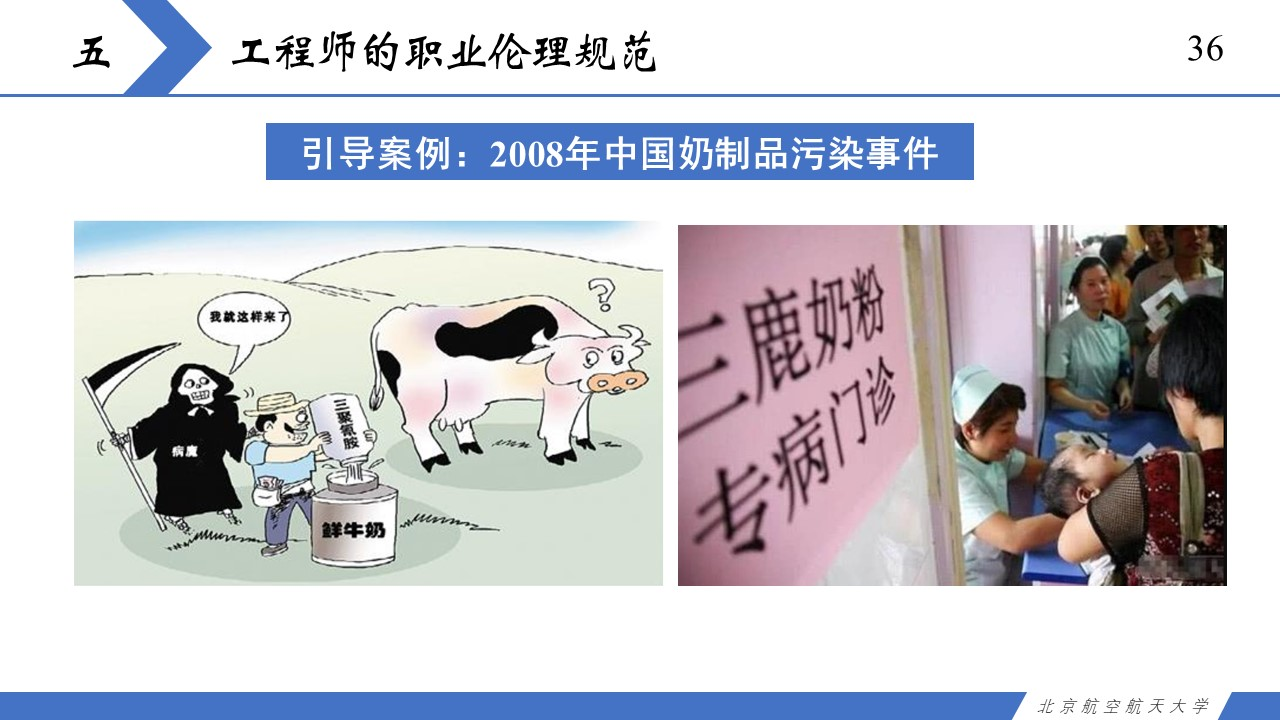 五
工程师的职业伦理规范
36
引导案例：2008年中国奶制品污染事件
我就这样来了
病魔
三聚氰胺
鲜牛奶
三鹿奶粉
专病门诊
北京航空航天大学